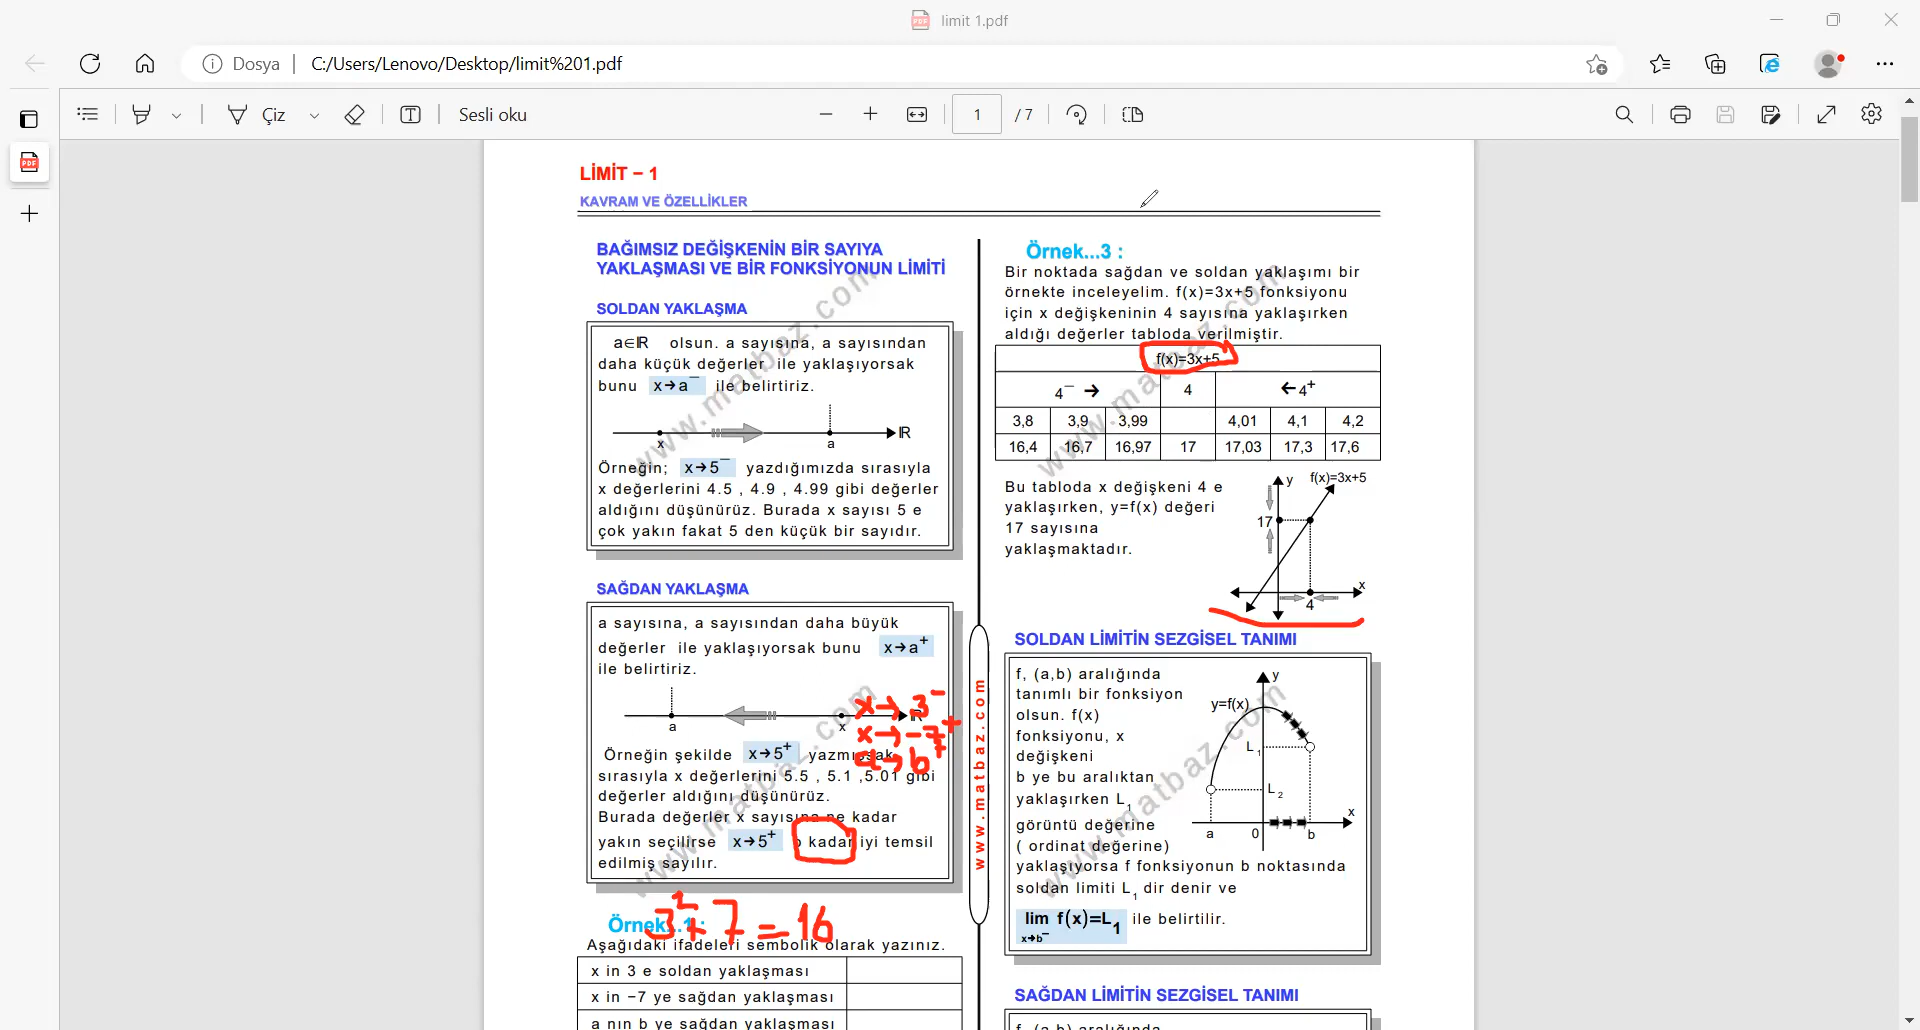 limit 1.pdf
Dosya | C:/Users/Lenovo/Desktop/limit%201.pdf
Çiz
Sesli oku
1 / 7
LİMİT – 1
KAVRAM VE ÖZELLİKLER
BAĞIMSIZ DEĞİŞKENİN BİR SAYIYA
YAKLAŞMASI VE BİR FONKSİYONUN LİMİTİ
SOLDAN YAKLAŞMA
a∈ℝ olsun. a sayısına, a sayısından
daha küçük değerler ile yaklaşıyorsak
bunu x→a⁻ ile belirtiriz.
x a ℝ
Örneğin; x→5⁻ yazdığımızda sırasıyla
x değerlerini 4.5 , 4.9 , 4.99 gibi değerler
aldığını düşünürüz. Burada x sayısı 5 e
çok yakın fakat 5 den küçük bir sayıdır.
SAĞDAN YAKLAŞMA
a sayısına, a sayısından daha büyük
değerler ile yaklaşıyorsak bunu x→a⁺
ile belirtiriz.
a x ℝ
x→3⁻
x→-7⁺
a→b⁺
Örneğin şekilde x→5⁺ yazmışsak
sırasıyla x değerlerini 5.5 , 5.1 ,5.01 gibi
değerler aldığını düşünürüz.
Burada değerler x sayısına ne kadar
yakın seçilirse x→5⁺ o kadar iyi temsil
edilmiş sayılır.
3²+7=16
Örnek...1 :
Aşağıdaki ifadeleri sembolik olarak yazınız.
x in 3 e soldan yaklaşması
x in −7 ye sağdan yaklaşması
a nın b ye sağdan yaklaşması
www.matbaz.com
Örnek...3 :
Bir noktada sağdan ve soldan yaklaşımı bir
örnekte inceleyelim. f(x)=3x+5 fonksiyonu
için x değişkeninin 4 sayısına yaklaşırken
aldığı değerler tabloda verilmiştir.
f(x)=3x+5
4⁻ → 4 ←4⁺
3,8 3,9 3,99 4,01 4,1 4,2
16,4 16,7 16,97 17 17,03 17,3 17,6
Bu tabloda x değişkeni 4 e
yaklaşırken, y=f(x) değeri
17 sayısına
yaklaşmaktadır.
y f(x)=3x+5
17
x
4
SOLDAN LİMİTİN SEZGİSEL TANIMI
f, (a,b) aralığında
tanımlı bir fonksiyon
olsun. f(x)
fonksiyonu, x
değişkeni
b ye bu aralıktan
yaklaşırken L₁
görüntü değerine
( ordinat değerine)
yaklaşıyorsa f fonksiyonun b noktasında
soldan limiti L₁ dir denir ve
lim f(x)=L₁ ile belirtilir.
x→b⁻
y
y=f(x)
L₁
L₂
x
a 0 b
SAĞDAN LİMİTİN SEZGİSEL TANIMI
f, (a,b) aralığında
www.matbaz.com
www.matbaz.com
www.matbaz.com
www.matbaz.com